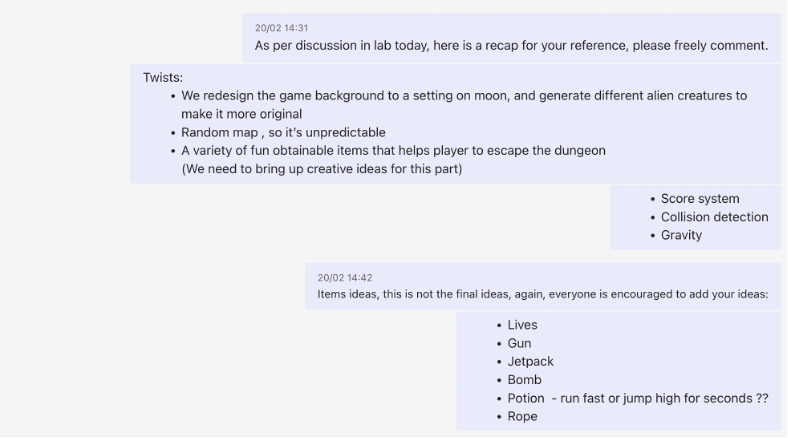 20/02 14:31
As per discussion in lab today, here is a recap for your reference, please freely comment.
Twists:
• We redesign the game background to a setting on moon, and generate different alien creatures to
make it more original
• Random map , so it's unpredictable
• A variety of fun obtainable items that helps player to escape the dungeon
(We need to bring up creative ideas for this part)
• Score system
• Collision detection
• Gravity
20/02 14:42
Items ideas, this is not the final ideas, again, everyone is encouraged to add your ideas:
• Lives
• Gun
• Jetpack
• Bomb
• Potion - run fast or jump high for seconds ??
• Rope